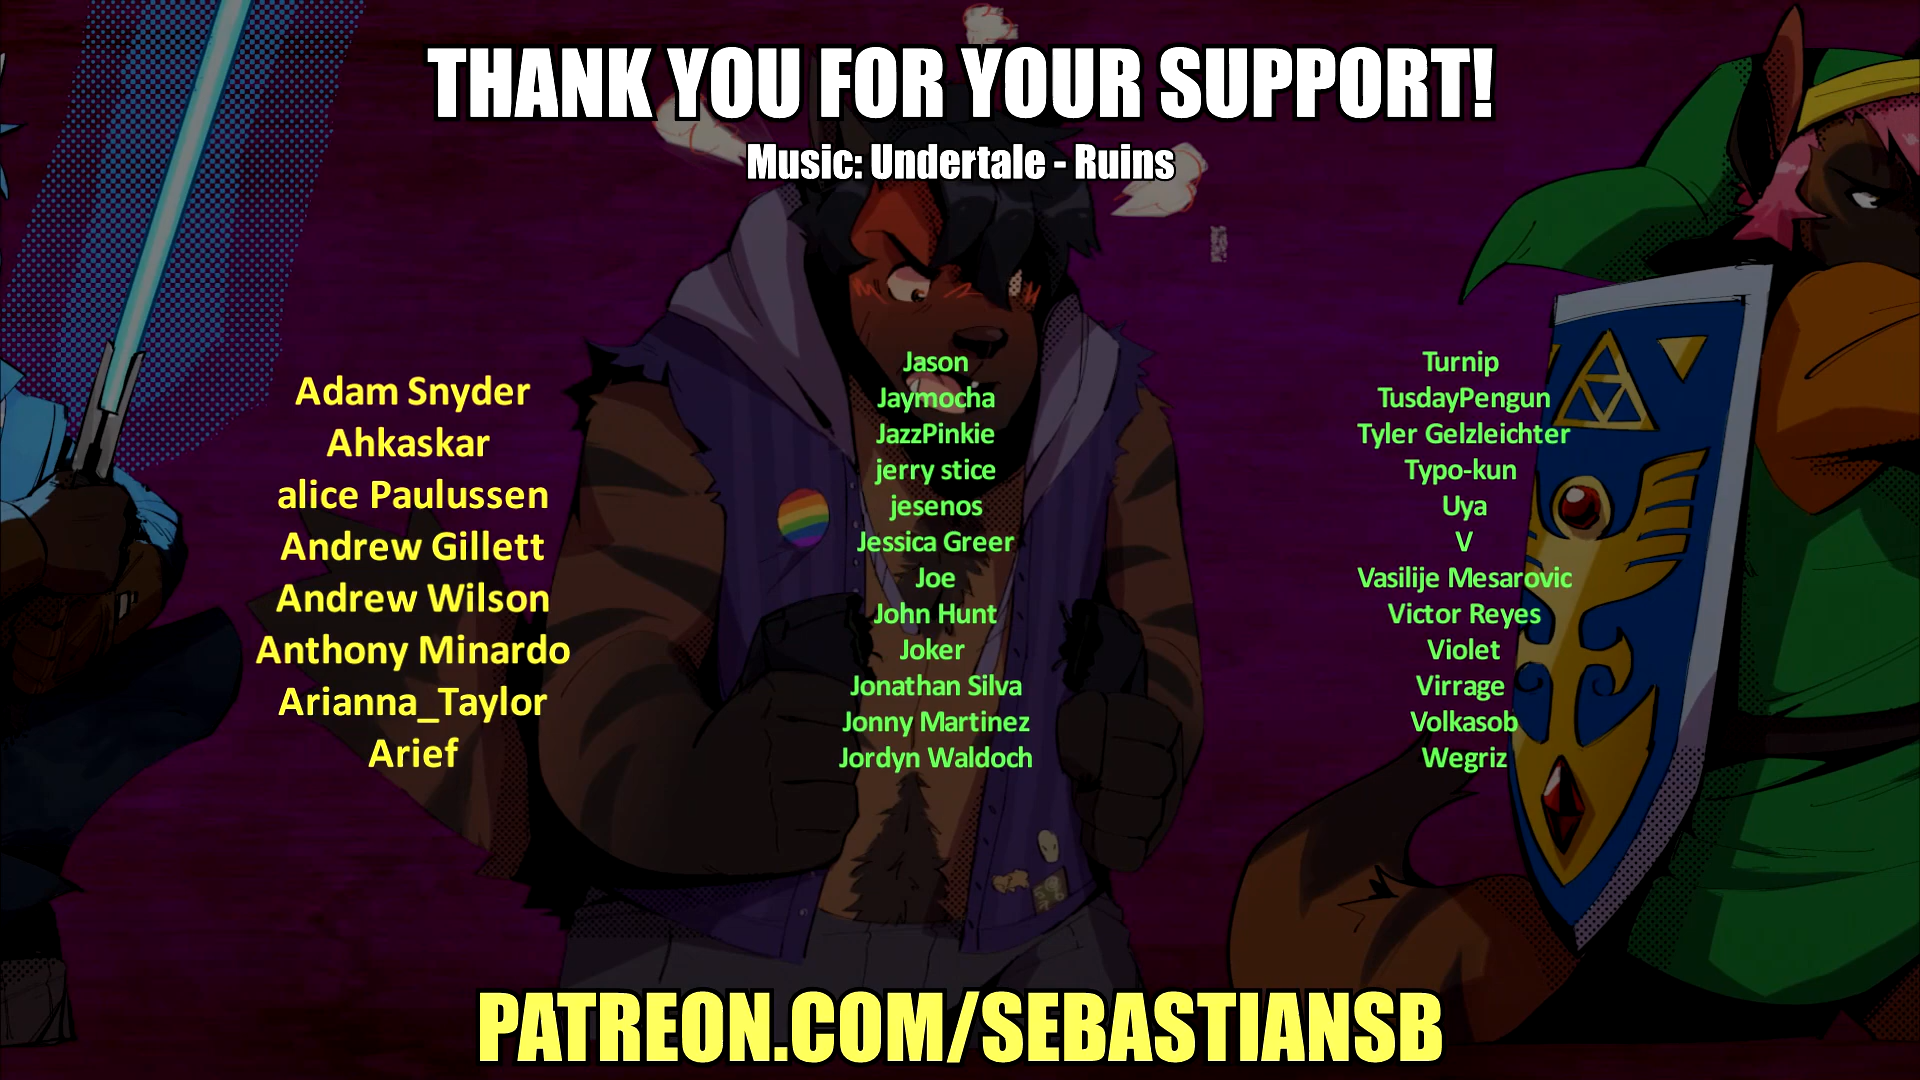 THANK YOU FOR YOUR SUPPORT!
Music: Undertale - Ruins
Adam Snyder
Ahkaskar
alice Paulussen
Andrew Gillett
Andrew Wilson
Anthony Minardo
Arianna_Taylor
Arief
Jason
Jaymocha
JazzPinkie
jerry stice
jesenos
Jessica Greer
Joe
John Hunt
Joker
Jonathan Silva
Jonny Martinez
Jordyn Waldoch
Turnip
TusdayPengun
Tyler Gelzleichter
Typo-kun
Uya
V
Vasilije Mesarovic
Victor Reyes
Violet
Virrage
Volkasob
Wegriz
PATREON.COM/SEBASTIANSB